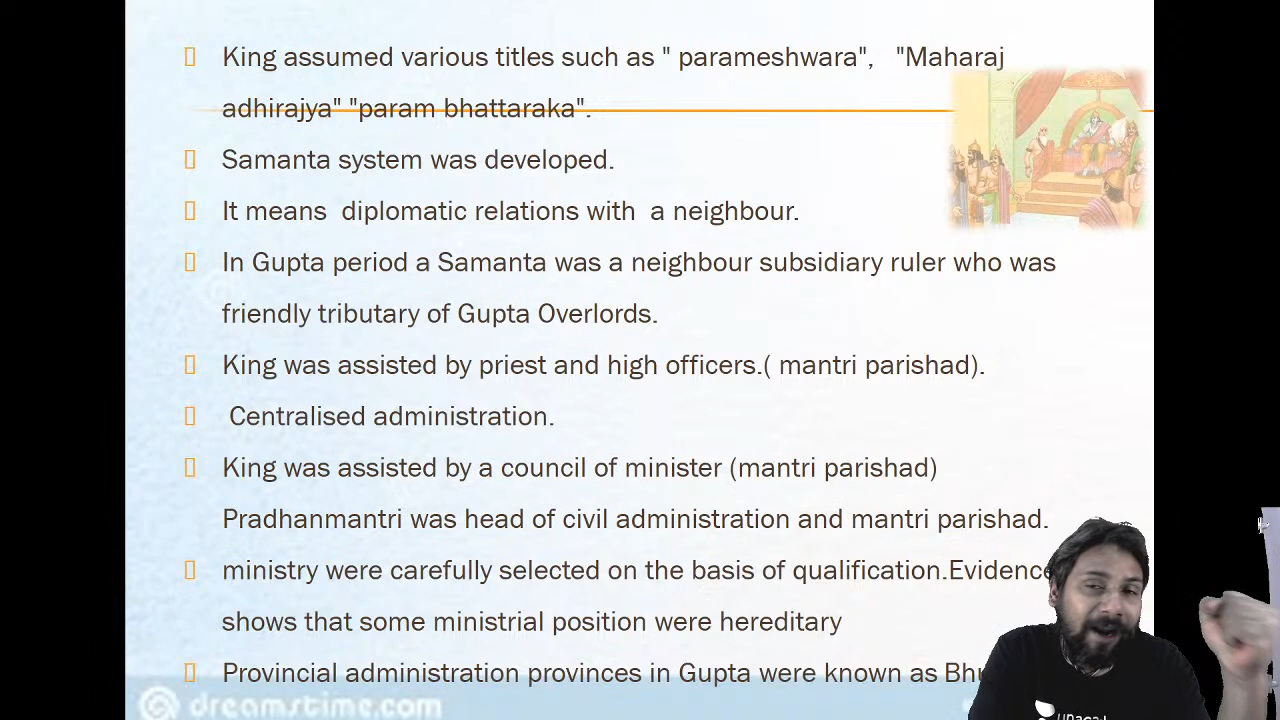 King assumed various titles such as " parameshwara", "Maharaj
adhirajya" "param bhattaraka".
Samanta system was developed.
It means diplomatic relations with a neighbour.
In Gupta period a Samanta was a neighbour subsidiary ruler who was
friendly tributary of Gupta Overlords.
King was assisted by priest and high officers.( mantri parishad).
Centralised administration.
King was assisted by a council of minister (mantri parishad)
Pradhanmantri was head of civil administration and mantri parishad.
ministry were carefully selected on the basis of qualification.Evidence
shows that some ministrial position were hereditary
Provincial administration provinces in Gupta were known as
dreamstime.com